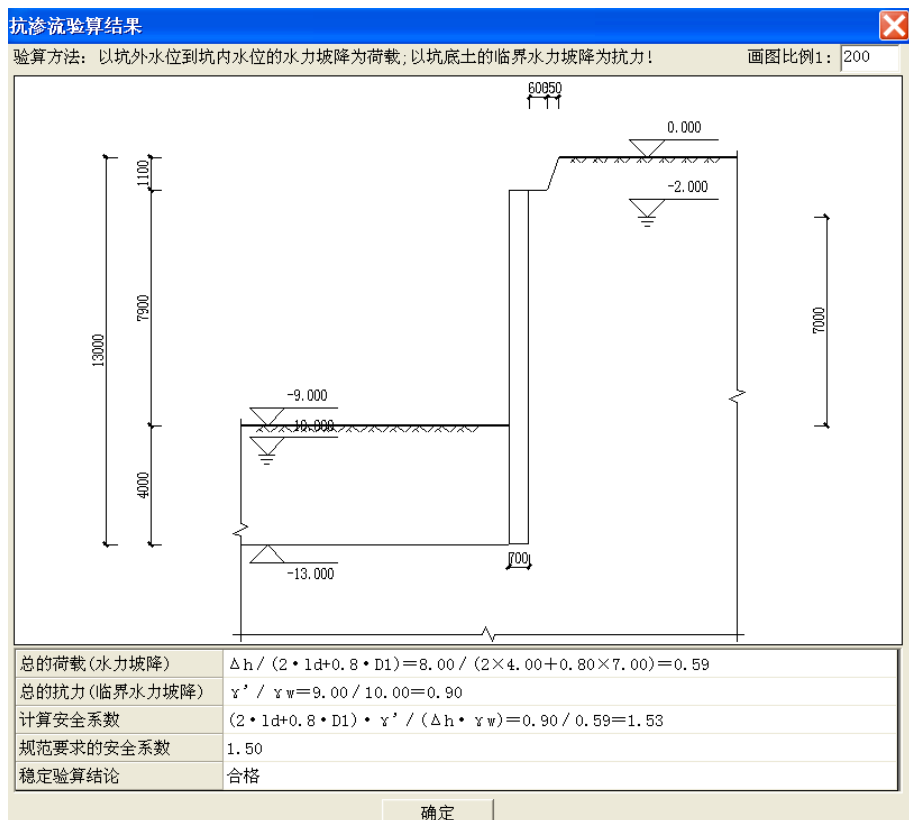 抗渗流验算结果
验算方法: 以坑外水位到坑内水位的水力坡降为荷载;以坑底土的临界水力坡降为抗力! 画图比例1: 200
60050
0.000
1100
-2.000
7900
7000
13000
-9.000
10.000
4000
700
-13.000
总的荷载(水力坡降) Δh/(2•ld+0.8•D1)=8.00/(2×4.00+0.80×7.00)=0.59
总的抗力(临界水力坡降) γ'/γw=9.00/10.00=0.90
计算安全系数 (2•ld+0.8•D1)•γ'/(Δh•γw)=0.90/0.59=1.53
规范要求的安全系数 1.50
稳定验算结论 合格
确定